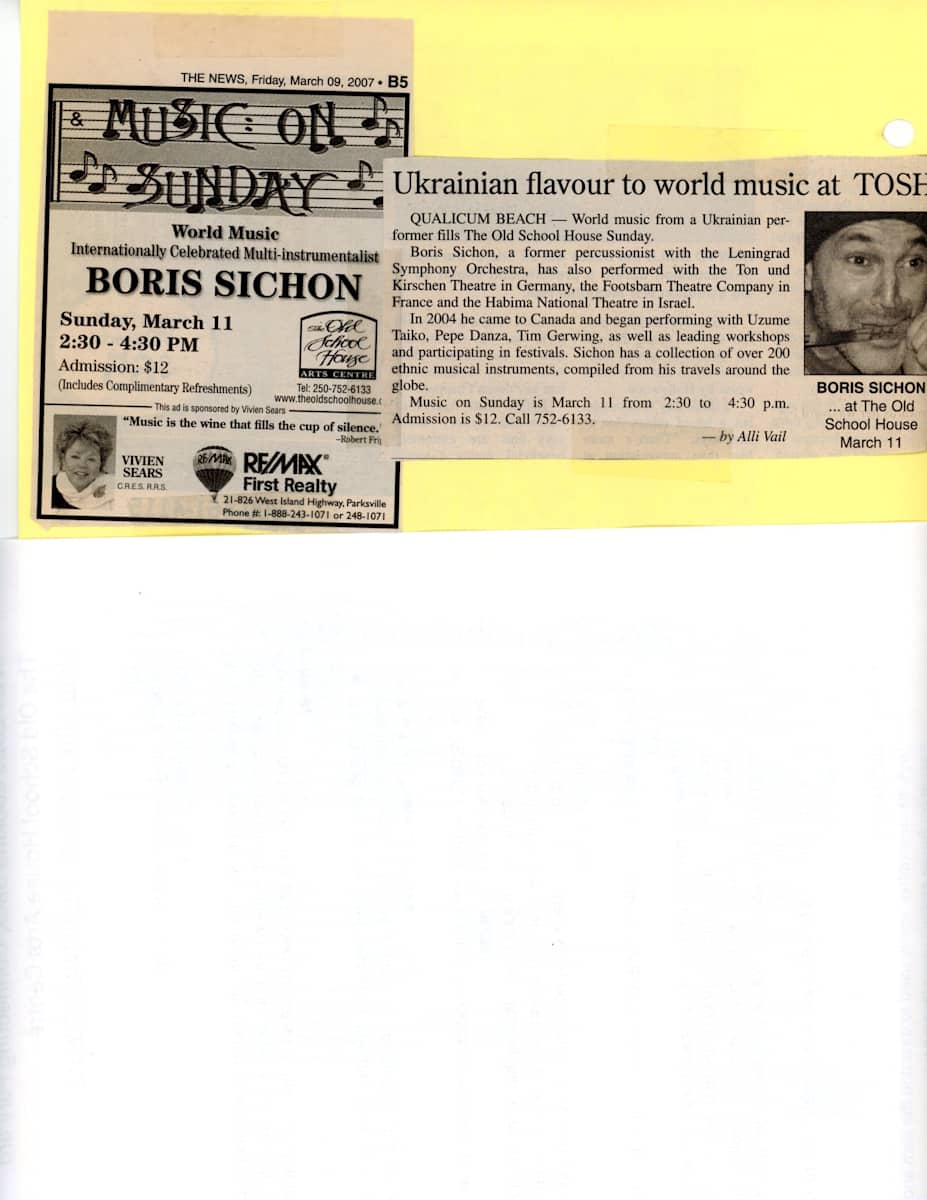 THE NEWS, Friday, March 09, 2007 • B5
& MUSIC ON
SUNDAY
World Music
Internationally Celebrated Multi-instrumentalist
BORIS SICHON
Sunday, March 11
2:30 - 4:30 PM
Admission: $12
(Includes Complimentary Refreshments)
The Old
School
House
ARTS CENTRE
Tel: 250-752-6133
www.theoldschoolhouse.
This ad is sponsored by Vivien Sears
“Music is the wine that fills the cup of silence.
–Robert
VIVIEN
SEARS
C.R.E.S. R.R.S.
RE/MAX
RE/MAX®
First Realty
21-826 West Island Highway, Parksville
Phone #: 1-888-243-1071 or 248-1071
Ukrainian flavour to world music at TOSH
QUALICUM BEACH — World music from a Ukrainian per-
former fills The Old School House Sunday.
Boris Sichon, a former percussionist with the Leningrad
Symphony Orchestra, has also performed with the Ton und
Kirschen Theatre in Germany, the Footsbarn Theatre Company in
France and the Habima National Theatre in Israel.
In 2004 he came to Canada and began performing with Uzume
Taiko, Pepe Danza, Tim Gerwing, as well as leading workshops
and participating in festivals. Sichon has a collection of over 200
ethnic musical instruments, compiled from his travels around the
globe.
Music on Sunday is March 11 from 2:30 to 4:30 p.m.
Admission is $12. Call 752-6133.
— by Alli Vail
BORIS SICHON
... at The Old
School House
March 11